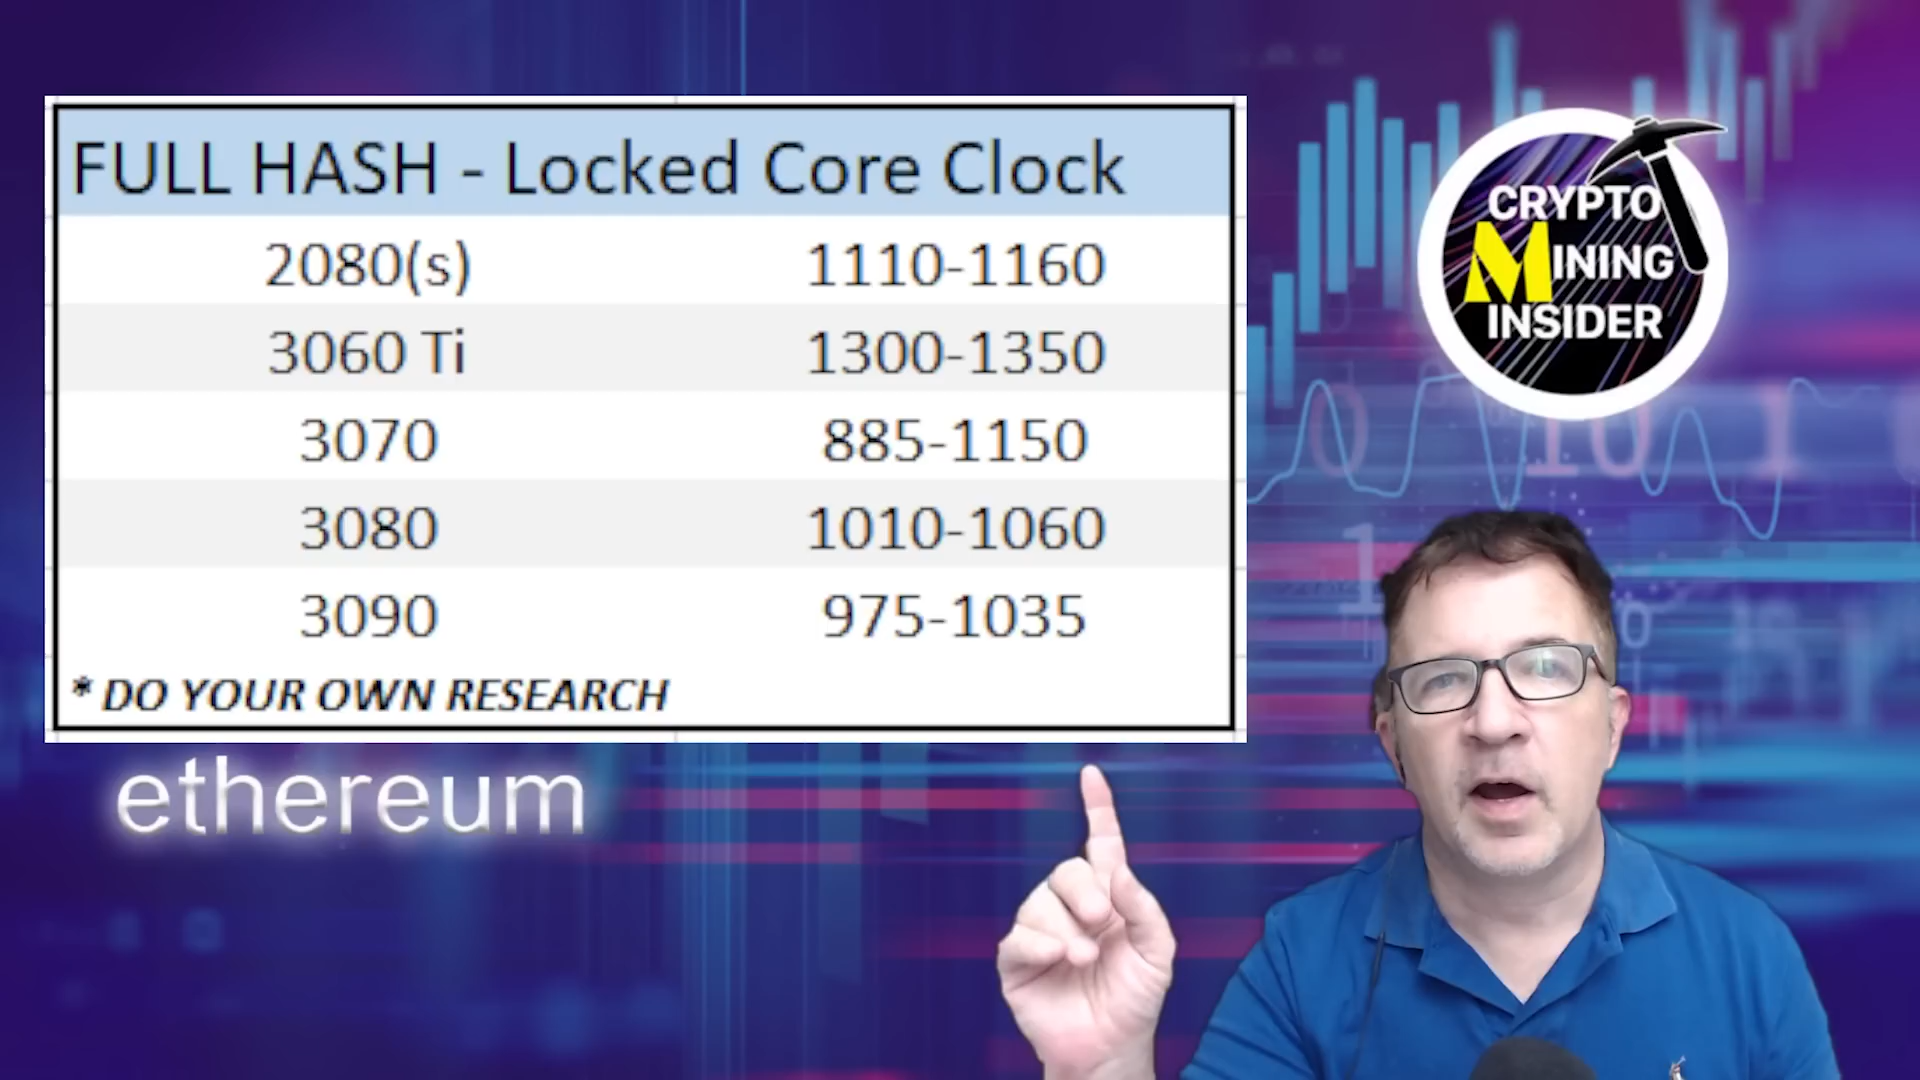 FULL HASH - Locked Core Clock
2080(s) 1110-1160
3060 Ti 1300-1350
3070 885-1150
3080 1010-1060
3090 975-1035
* DO YOUR OWN RESEARCH
ethereum
CRYPTO
MINING
INSIDER